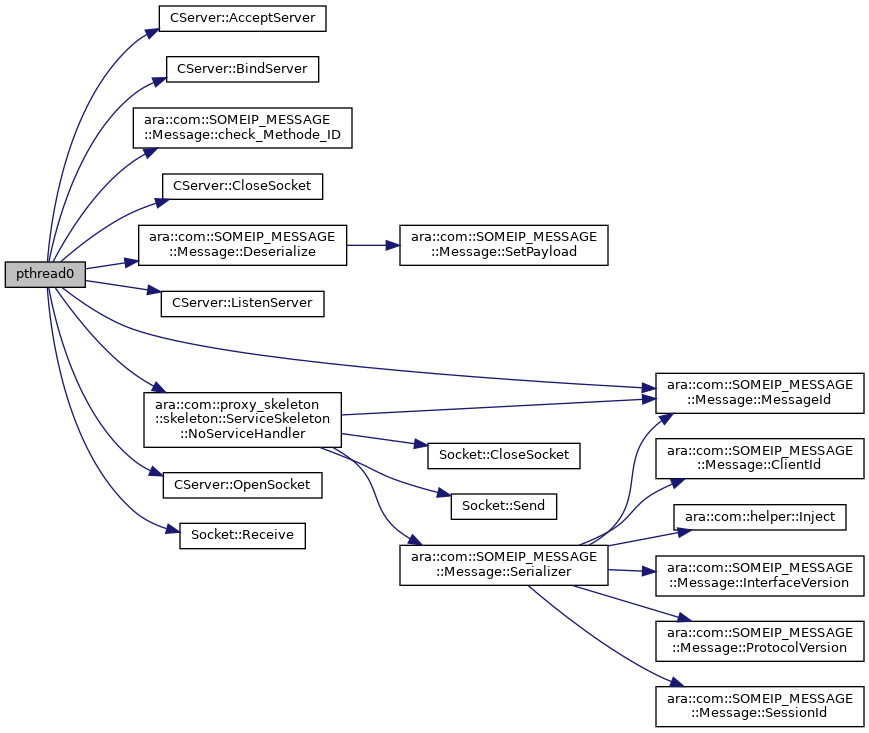 CServer::AcceptServer
CServer::BindServer
ara::com::SOMEIP_MESSAGE
::Message::check_Methode_ID
CServer::CloseSocket
ara::com::SOMEIP_MESSAGE
::Message::Deserialize
ara::com::SOMEIP_MESSAGE
::Message::SetPayload
pthread0
CServer::ListenServer
ara::com::SOMEIP_MESSAGE
::Message::MessageId
ara::com::proxy_skeleton
::skeleton::ServiceSkeleton
::NoServiceHandler
Socket::CloseSocket
ara::com::SOMEIP_MESSAGE
::Message::ClientId
CServer::OpenSocket
Socket::Send
ara::com::helper::Inject
Socket::Receive
ara::com::SOMEIP_MESSAGE
::Message::Serializer
ara::com::SOMEIP_MESSAGE
::Message::InterfaceVersion
ara::com::SOMEIP_MESSAGE
::Message::ProtocolVersion
ara::com::SOMEIP_MESSAGE
::Message::SessionId